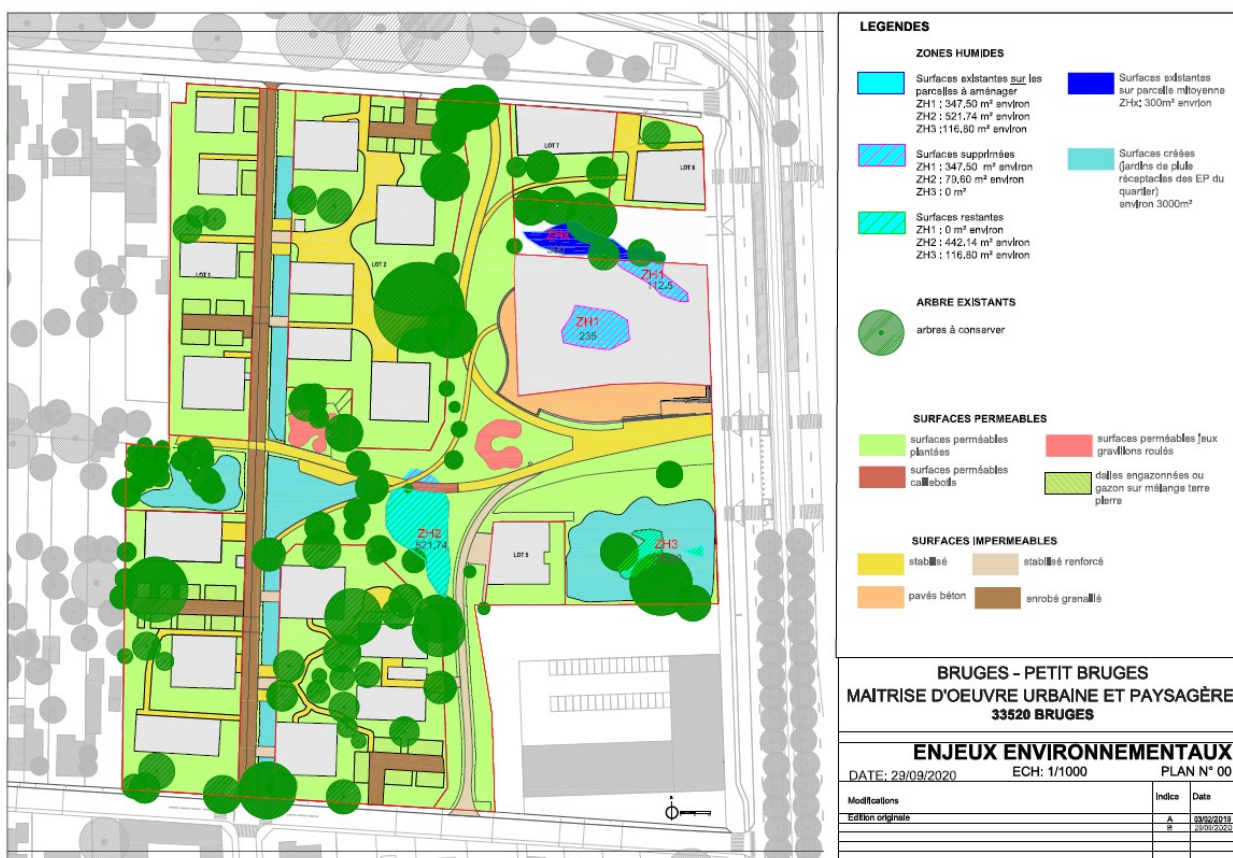 LEGENDES
ZONES HUMIDES
Surfaces existantes sur les
parcelles à aménager
ZH1 : 347,50 m² environ
ZH2 : 521.74 m² environ
ZH3 :116.80 m² environ
Surfaces existantes
sur parcelle mitoyenne
ZHx: 300m² environ
Surfaces supprimées
ZH1 : 347.50 m² environ
ZH2 : 79.60 m² environ
ZH3 : 0 m²
Surfaces créées
(jardins de pluie
réceptacles des EP du
quartier)
environ 3000m²
Surfaces restantes
ZH1 : 0 m² environ
ZH2 : 442.14 m² environ
ZH3 : 116.80 m² environ
ARBRE EXISTANTS
arbres à conserver
SURFACES PERMEABLES
surfaces perméables
plantées
surfaces perméables jeux
gravillons roulés
surfaces perméables
caillebotis
dalles engazonnées ou
gazon sur mélange terre
pierre
SURFACES IMPERMEABLES
stabilisé
stabilisé renforcé
pavés béton
enrobé grenaillé
BRUGES - PETIT BRUGES
MAITRISE D'OEUVRE URBAINE ET PAYSAGÈRE
33520 BRUGES
ENJEUX ENVIRONNEMENTAUX
DATE: 29/09/2020 ECH: 1/1000 PLAN N° 00
Modifications Indice Date
Edition originale A 03/02/2019
B 29/09/2020
LOT 7
LOT 6
LOT 2
LOT 1
ZH1
112.5
ZH1
235
ZH2
521.74
LOT 5
ZH3